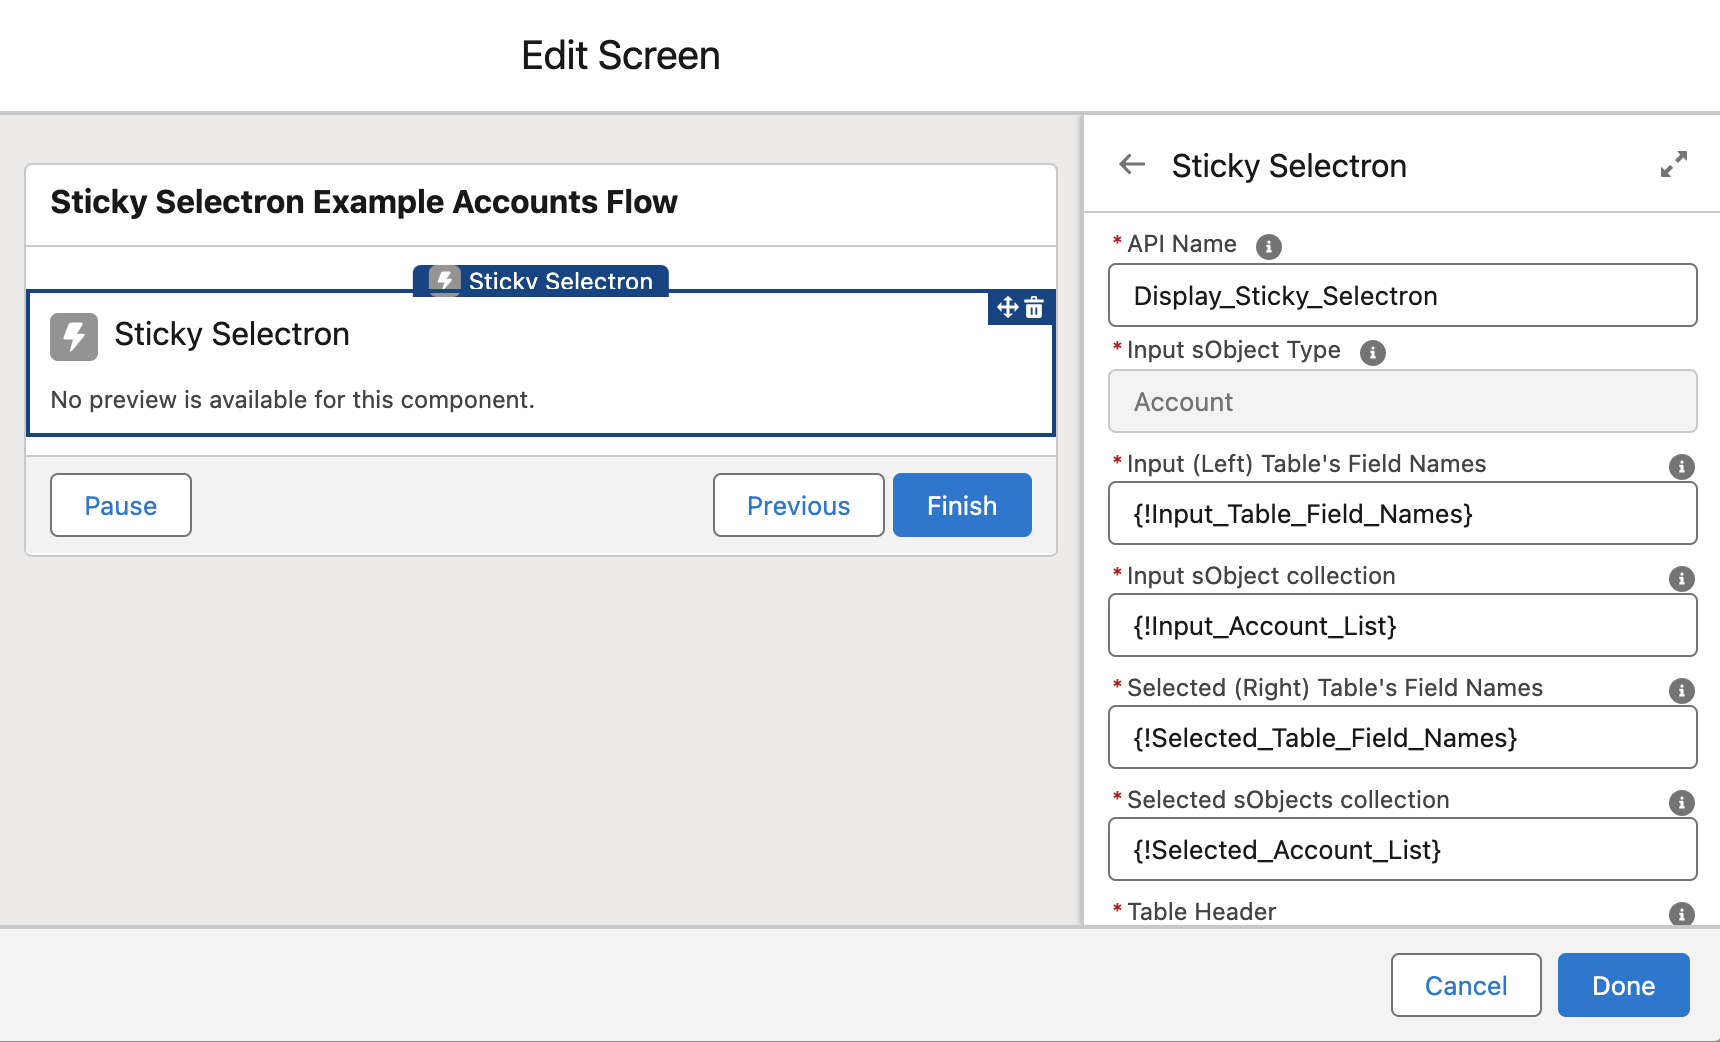 Edit Screen
Sticky Selectron Example Accounts Flow
Sticky Selectron
Sticky Selectron
No preview is available for this component.
Pause
Previous
Finish
Sticky Selectron
* API Name
Display_Sticky_Selectron
* Input sObject Type
Account
* Input (Left) Table's Field Names
{!Input_Table_Field_Names}
* Input sObject collection
{!Input_Account_List}
* Selected (Right) Table's Field Names
{!Selected_Table_Field_Names}
* Selected sObjects collection
{!Selected_Account_List}
* Table Header
Cancel
Done